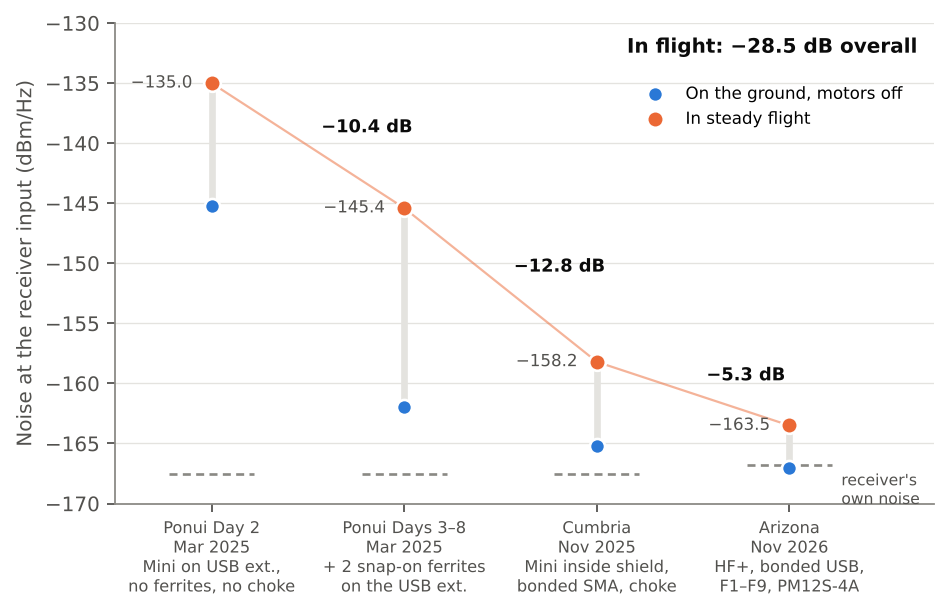 In flight: −28.5 dB overall
On the ground, motors off
In steady flight
Noise at the receiver input (dBm/Hz)
−130
−135
−140
−145
−150
−155
−160
−165
−170
−135.0
−10.4 dB
−145.4
−12.8 dB
−158.2
−5.3 dB
−163.5
receiver's
own noise
Ponui Day 2
Mar 2025
Mini on USB ext.,
no ferrites, no choke
Ponui Days 3–8
Mar 2025
+ 2 snap-on ferrites
on the USB ext.
Cumbria
Nov 2025
Mini inside shield,
bonded SMA, choke
Arizona
Nov 2026
HF+, bonded USB,
F1–F9, PM12S-4A